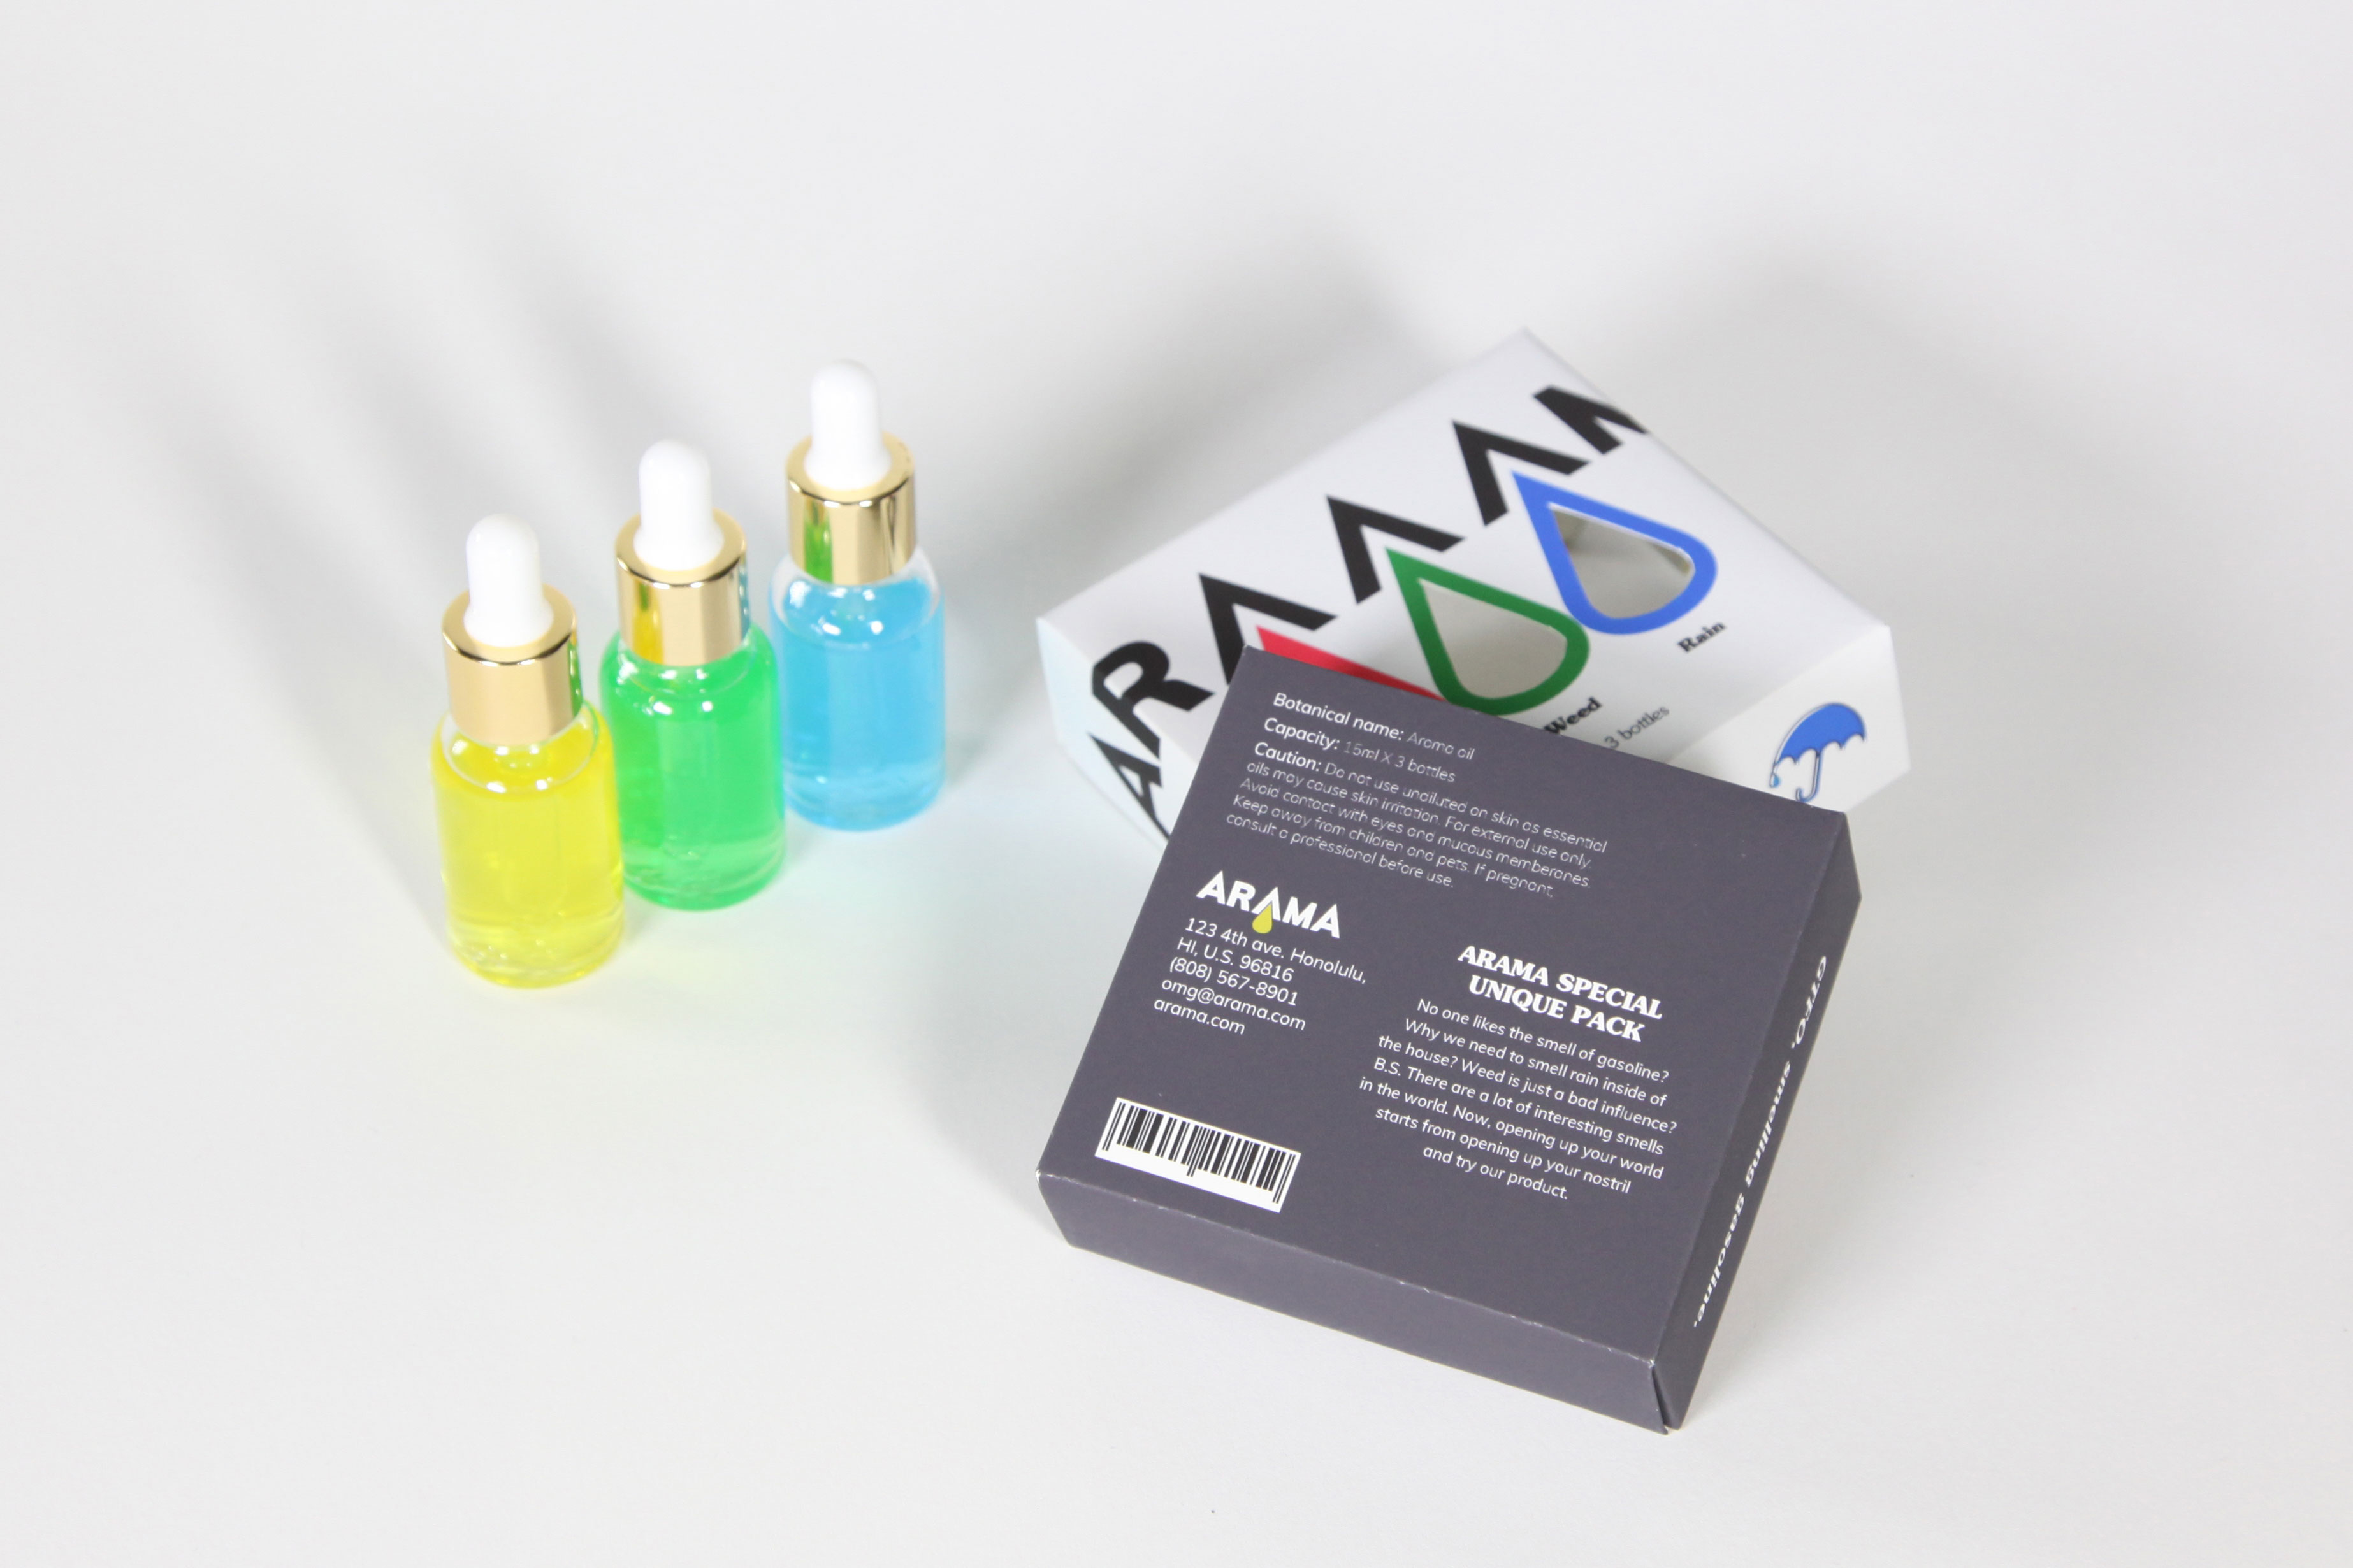 ARAAAM
Rain
Weed
3 bottles
AR
Botanical name: Aroma oil
Capacity: 15ml X 3 bottles
Caution: Do not use undiluted on skin as essential
oils may cause skin irritation. For external use only.
Avoid contact with eyes and mucous memberanes.
Keep away from children and pets. If pregnant,
consult a professional before use.
ARAMA
123 4th ave. Honolulu,
HI, U.S. 96816
(808) 567-8901
omg@arama.com
arama.com
ARAMA SPECIAL
UNIQUE PACK
No one likes the smell of gasoline?
Why we need to smell rain inside of
the house? Weed is just a bad influence?
B.S. There are a lot of interesting smells
in the world. Now, opening up your world
starts from opening up your nostril
and try our product.
GTFO, smelling gasoline.